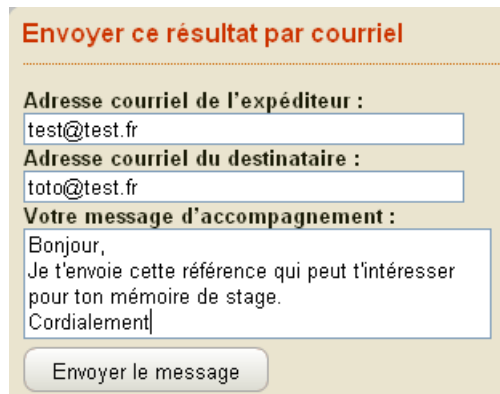 Envoyer ce résultat par courriel
Adresse courriel de l'expéditeur :
test@test.fr
Adresse courriel du destinataire :
toto@test.fr
Votre message d'accompagnement :
Bonjour,
Je t'envoie cette référence qui peut t'intéresser
pour ton mémoire de stage.
Cordialement
Envoyer le message